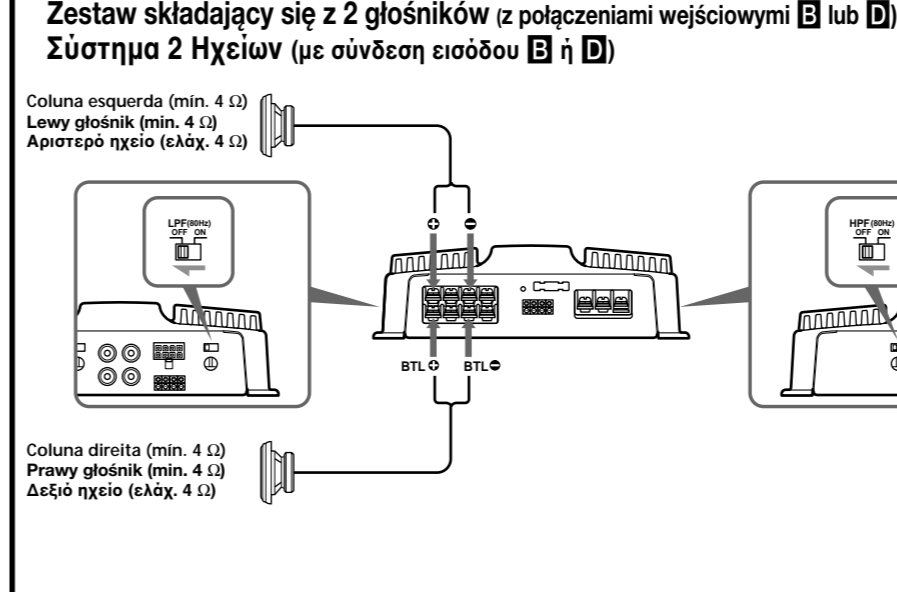 Zestaw składający się z 2 głośników (z połączeniami wejściowymi B lub D)
Σύστημα 2 Ηχείων (με σύνδεση εισόδου B ή D)
Coluna esquerda (mín. 4 Ω)
Lewy głośnik (min. 4 Ω)
Αριστερό ηχείο (ελάχ. 4 Ω)
LPF(80Hz)
OFF ON
HPF(80Hz)
OFF ON
+ −
BTL + BTL −
Coluna direita (mín. 4 Ω)
Prawy głośnik (min. 4 Ω)
Δεξιό ηχείο (ελάχ. 4 Ω)